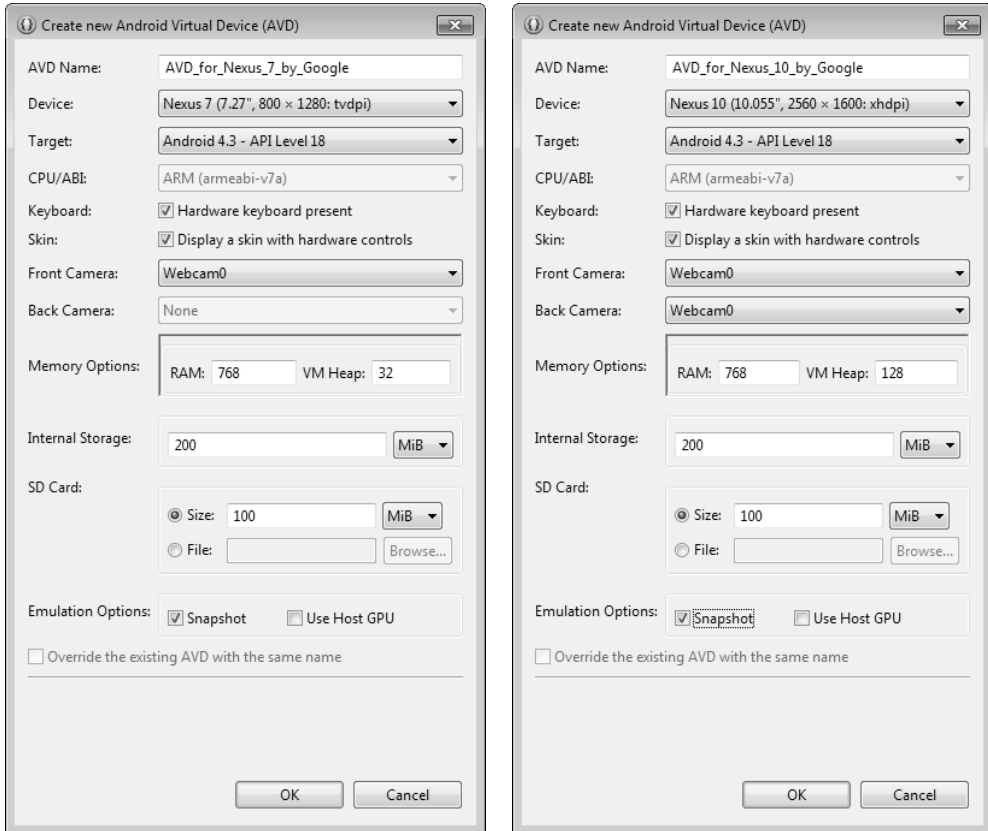 Create new Android Virtual Device (AVD)
AVD Name: AVD_for_Nexus_7_by_Google
Device: Nexus 7 (7.27", 800 × 1280: tvdpi)
Target: Android 4.3 - API Level 18
CPU/ABI: ARM (armeabi-v7a)
Keyboard: Hardware keyboard present
Skin: Display a skin with hardware controls
Front Camera: Webcam0
Back Camera: None
Memory Options: RAM: 768 VM Heap: 32
Internal Storage: 200 MiB
SD Card:
Size: 100 MiB
File: Browse...
Emulation Options: Snapshot Use Host GPU
Override the existing AVD with the same name
OK Cancel
Create new Android Virtual Device (AVD)
AVD Name: AVD_for_Nexus_10_by_Google
Device: Nexus 10 (10.055", 2560 × 1600: xhdpi)
Target: Android 4.3 - API Level 18
CPU/ABI: ARM (armeabi-v7a)
Keyboard: Hardware keyboard present
Skin: Display a skin with hardware controls
Front Camera: Webcam0
Back Camera: Webcam0
Memory Options: RAM: 768 VM Heap: 128
Internal Storage: 200 MiB
SD Card:
Size: 100 MiB
File: Browse...
Emulation Options: Snapshot Use Host GPU
Override the existing AVD with the same name
OK Cancel